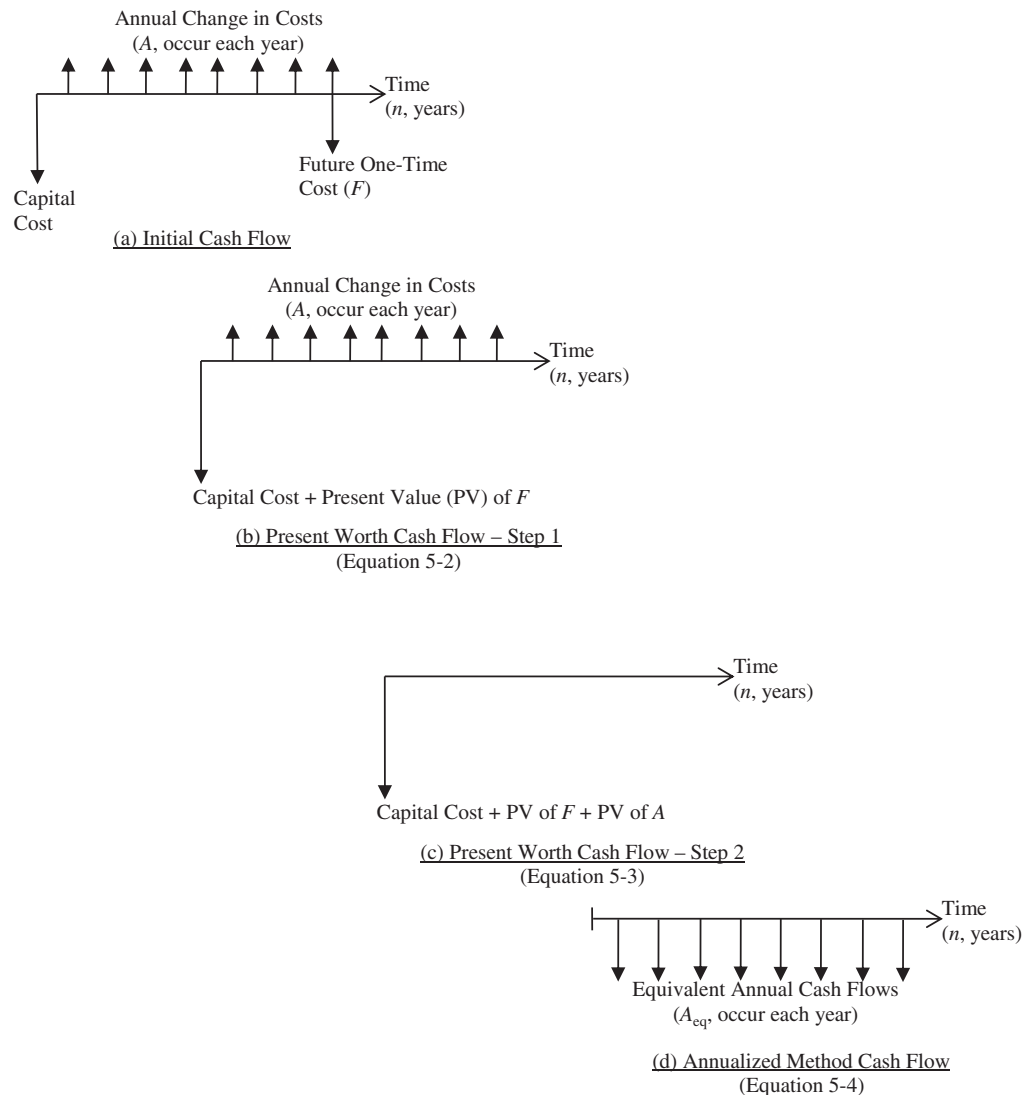 Annual Change in Costs
(A, occur each year)
Time
(n, years)
Future One-Time
Cost (F)
Capital
Cost
(a) Initial Cash Flow
Annual Change in Costs
(A, occur each year)
Time
(n, years)
Capital Cost + Present Value (PV) of F
(b) Present Worth Cash Flow – Step 1
(Equation 5-2)
Time
(n, years)
Capital Cost + PV of F + PV of A
(c) Present Worth Cash Flow – Step 2
(Equation 5-3)
Time
(n, years)
Equivalent Annual Cash Flows
(Aeq, occur each year)
(d) Annualized Method Cash Flow
(Equation 5-4)